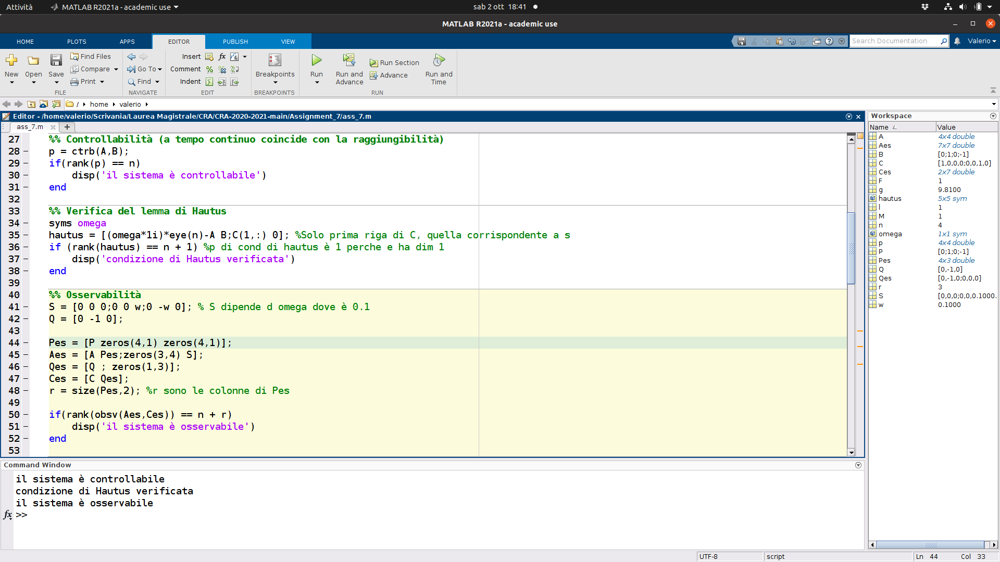 Attività MATLAB R2021a - academic use sab 2 ott 18:41
MATLAB R2021a - academic use
HOME PLOTS APPS EDITOR PUBLISH VIEW Search Documentation Valerio
New Open Save Find Files Compare Print
FILE
Go To Find
NAVIGATE
Insert fx
Comment
Indent
EDIT
Breakpoints
BREAKPOINTS
Run Run and Advance Run Section Advance Run and Time
RUN
/ home valerio
Editor - /home/valerio/Scrivania/Laurea Magistrale/CRA/CRA-2020-2021-main/Assignment_7/ass_7.m
ass_7.m +
27 %% Controllabilità (a tempo continuo coincide con la raggiungibilità)
28 – p = ctrb(A,B);
29 – if(rank(p) == n)
30 – disp('il sistema è controllabile')
31 – end
32
33 %% Verifica del lemma di Hautus
34 – syms omega
35 – hautus = [(omega*1i)*eye(n)-A B;C(1,:) 0]; %Solo prima riga di C, quella corrispondente a s
36 – if (rank(hautus) == n + 1) %p di cond di hautus è 1 perche e ha dim 1
37 – disp('condizione di Hautus verificata')
38 – end
39
40 %% Osservabilità
41 – S = [0 0 0;0 0 w;0 -w 0]; % S dipende d omega dove è 0.1
42 – Q = [0 -1 0];
43
44 – Pes = [P zeros(4,1) zeros(4,1)];
45 – Aes = [A Pes;zeros(3,4) S];
46 – Qes = [Q ; zeros(1,3)];
47 – Ces = [C Qes];
48 – r = size(Pes,2); %r sono le colonne di Pes
49
50 – if(rank(obsv(Aes,Ces)) == n + r)
51 – disp('il sistema è osservabile')
52 – end
53
Command Window
il sistema è controllabile
condizione di Hautus verificata
il sistema è osservabile
fx >>
Workspace
Name Value
A 4x4 double
Aes 7x7 double
B [0;1;0;-1]
C [1,0,0,0;0,0,1,0]
Ces 2x7 double
F 1
g 9.8100
hautus 5x5 sym
l 1
M 1
n 4
omega 1x1 sym
p 4x4 double
P [0;1;0;-1]
Pes 4x3 double
Q [0,-1,0]
Qes [0,-1,0;0,0,0]
r 3
S [0,0,0;0,0,0.1000.
w 0.1000
UTF-8 script Ln 44 Col 33